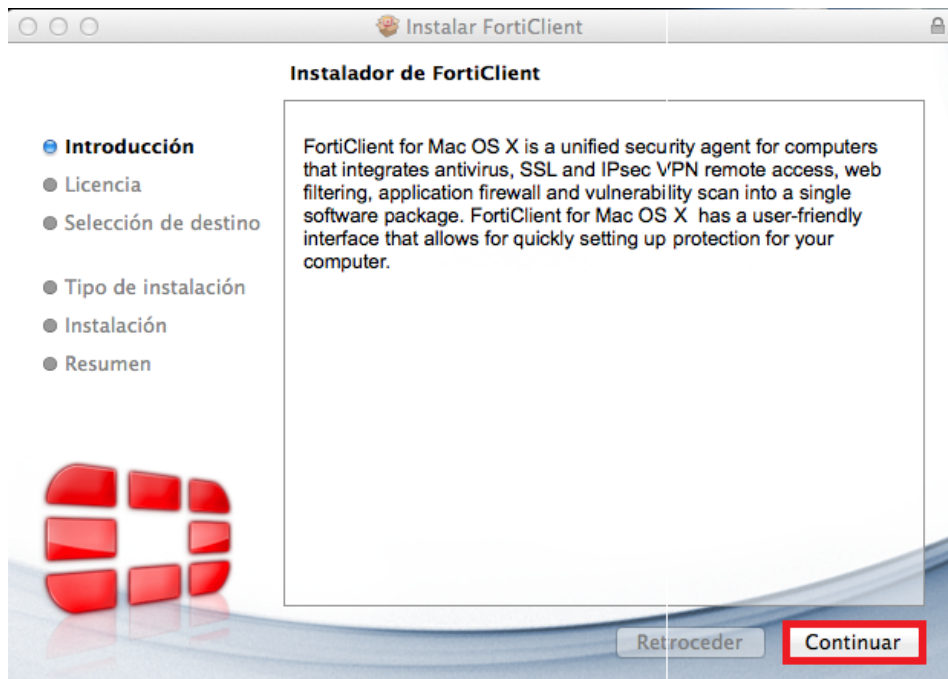 Instalar FortiClient
Instalador de FortiClient
Introducción
Licencia
Selección de destino
Tipo de instalación
Instalación
Resumen
FortiClient for Mac OS X is a unified security agent for computers
that integrates antivirus, SSL and IPsec VPN remote access, web
filtering, application firewall and vulnerability scan into a single
software package. FortiClient for Mac OS X  has a user-friendly
interface that allows for quickly setting up protection for your
computer.
Retroceder
Continuar